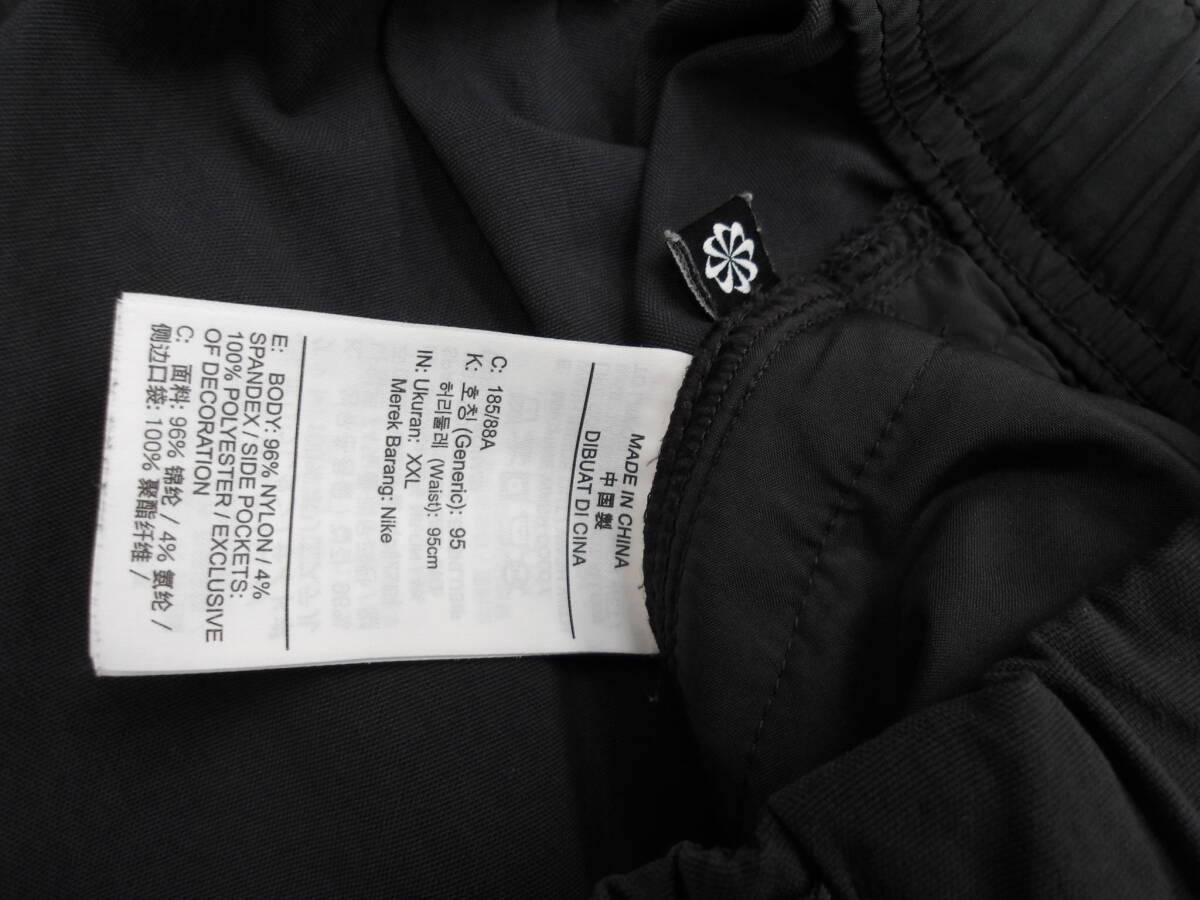 MADE IN CHINA
中国製
DIBUAT DI CINA
C: 185/88A
K: 호칭 (Generic): 95
허리둘레 (Waist): 95cm
IN: Ukuran: XXL
Merek Barang: Nike
E: BODY: 96% NYLON / 4%
SPANDEX / SIDE POCKETS:
100% POLYESTER / EXCLUSIVE
OF DECORATION
C: 面料: 96% 锦纶 / 4% 氨纶 /
侧边口袋: 100% 聚酯纤维 /